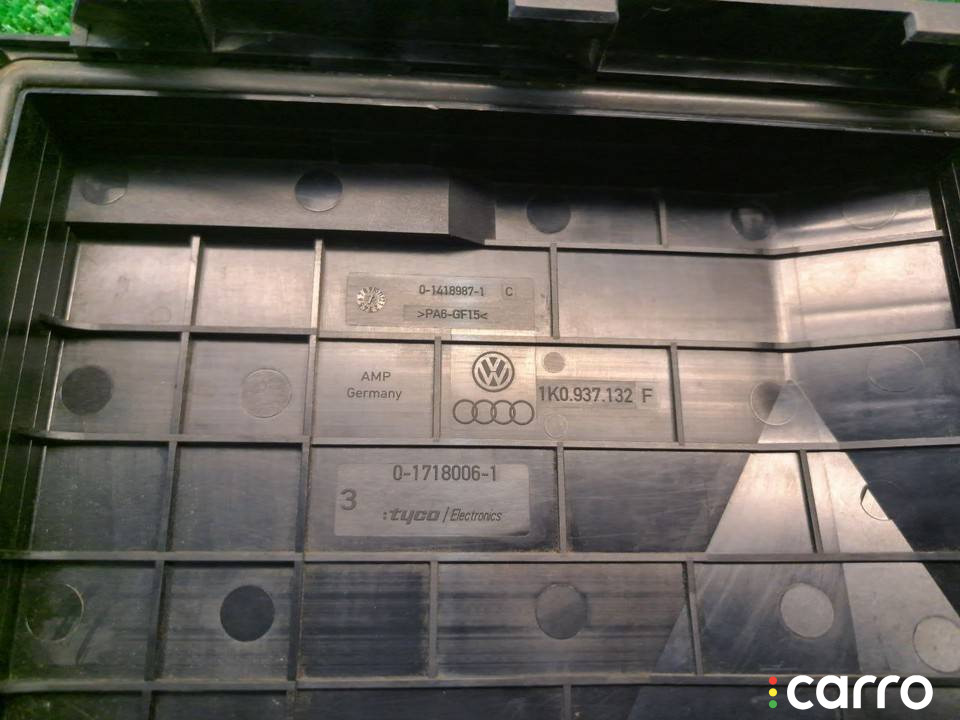 0-1418987-1 C
>PA6-GF15<
AMP
Germany
1K0.937.132 F
0-1718006-1
3
:tyco / Electronics
carro